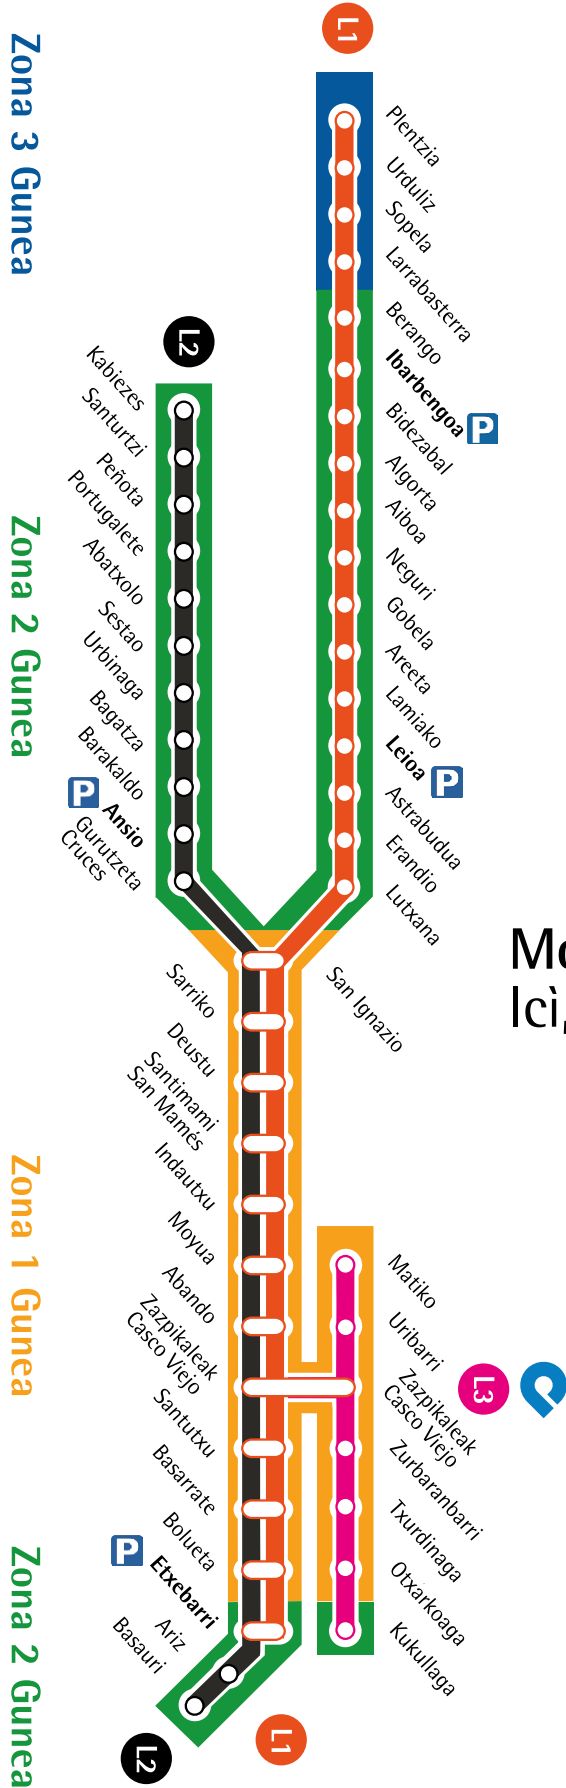 Zona 3 Gunea
L1
Plentzia
Urduliz
Sopela
Larrabasterra
Berango
Ibarbengoa
P
Bidezabal
Algorta
Aiboa
Neguri
Gobela
Areeta
Lamiako
Leioa
P
Astrabudua
Erandio
Lutxana
L2
Kabiezes
Santurtzi
Peñota
Portugalete
Abatxolo
Sestao
Urbinaga
Bagatza
Barakaldo
P
Ansio
Gurutzeta
Cruces
Zona 2 Gunea
San Ignazio
Sarriko
Deustu
Santimami
San Mamés
Indautxu
Moyua
Abando
Zazpikaleak
Casco Viejo
Santutxu
Basarrate
Bolueta
P
Etxebarri
Ariz
Basauri
Zona 1 Gunea
Matiko
Uribarri
Zazpikaleak
Casco Viejo
L3
Zurbaranbarri
Txurdinaga
Otxarkoaga
Kukullaga
Zona 2 Gunea
L2
L1